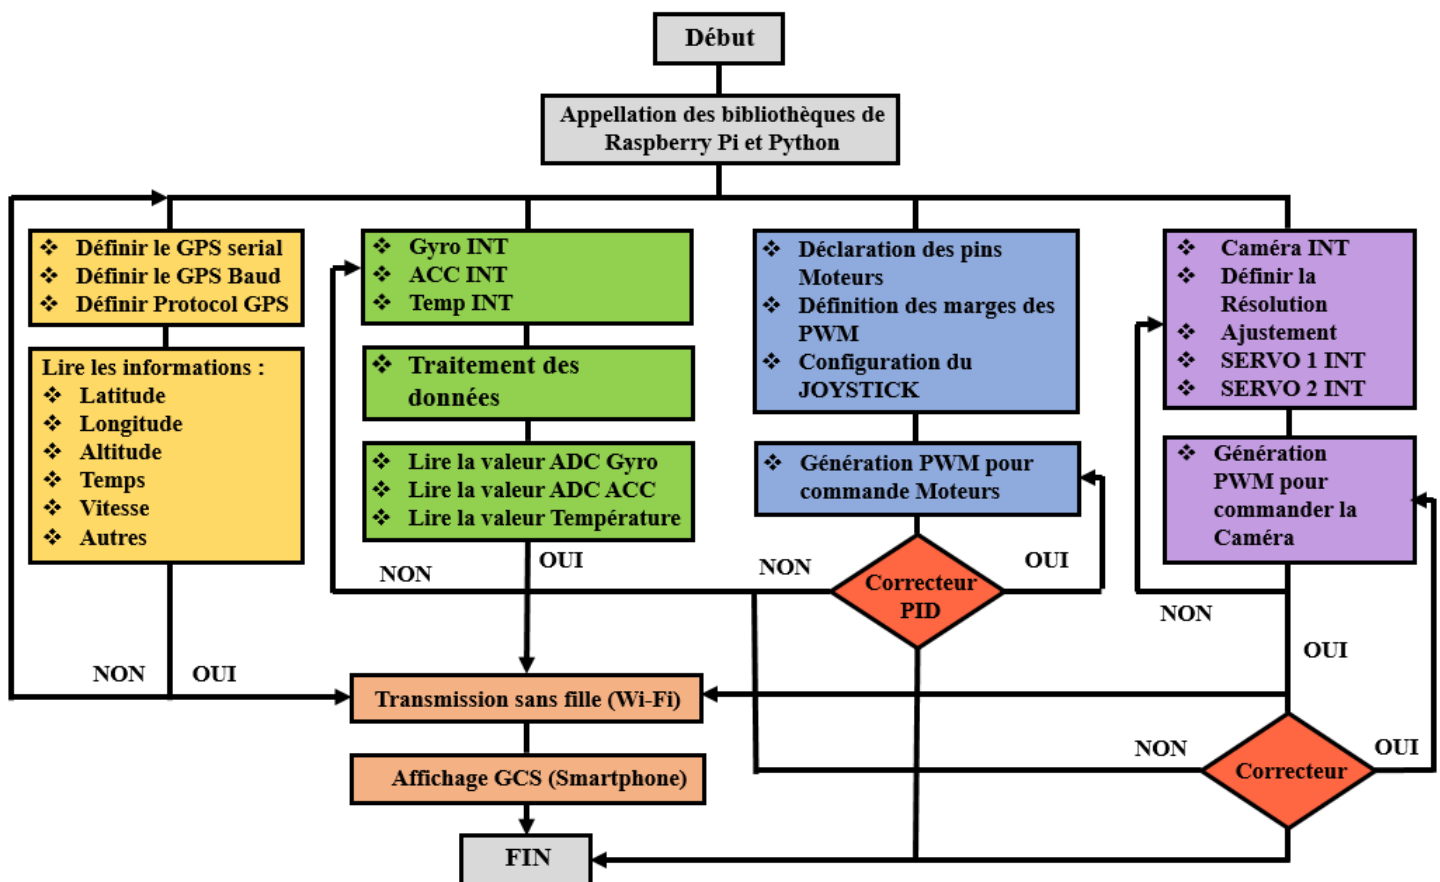 Début
Appellation des bibliothèques de
Raspberry Pi et Python
❖ Définir le GPS serial
❖ Définir le GPS Baud
❖ Définir Protocol GPS
Lire les informations :
❖ Latitude
❖ Longitude
❖ Altitude
❖ Temps
❖ Vitesse
❖ Autres
NON
OUI
❖ Gyro INT
❖ ACC INT
❖ Temp INT
❖ Traitement des
données
❖ Lire la valeur ADC Gyro
❖ Lire la valeur ADC ACC
❖ Lire la valeur Température
NON
OUI
❖ Déclaration des pins
Moteurs
❖ Définition des marges des
PWM
❖ Configuration du
JOYSTICK
❖ Génération PWM pour
commande Moteurs
NON
Correcteur
PID
OUI
❖ Caméra INT
❖ Définir la
Résolution
❖ Ajustement
❖ SERVO 1 INT
❖ SERVO 2 INT
❖ Génération
PWM pour
commander la
Caméra
NON
OUI
NON
Correcteur
OUI
Transmission sans fille (Wi-Fi)
Affichage GCS (Smartphone)
FIN